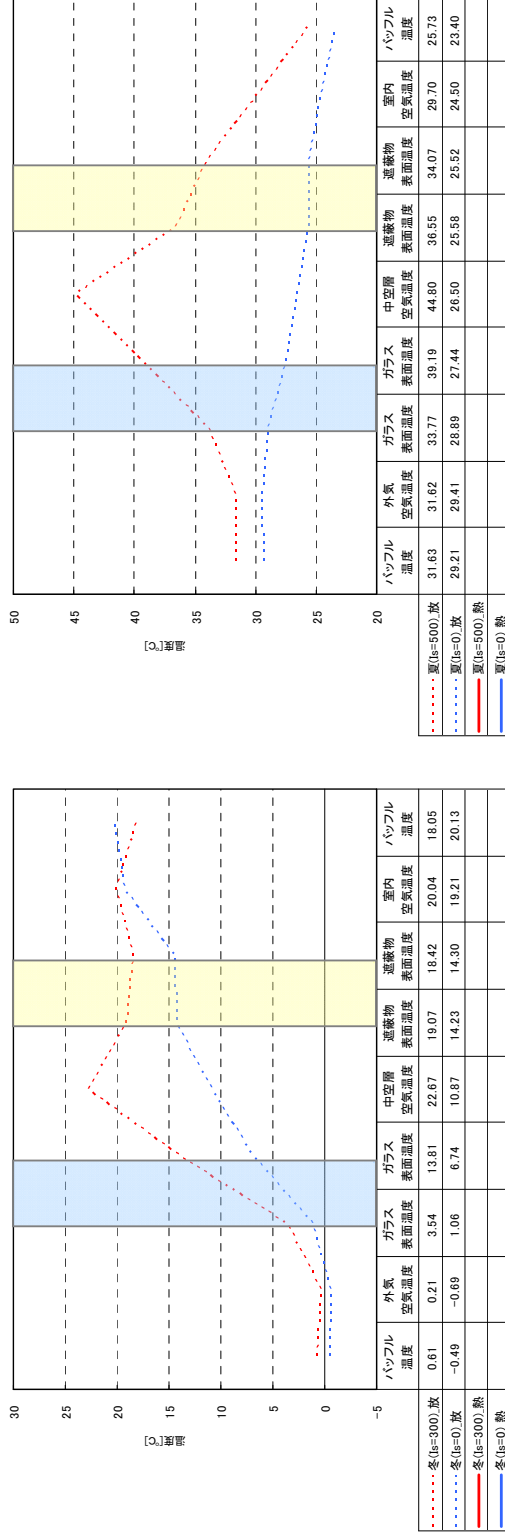 温度[℃]
30
25
20
15
10
5
0
-5
バッフル
温度
外気
空気温度
ガラス
表面温度
ガラス
表面温度
中空層
空気温度
遮蔽物
表面温度
遮蔽物
表面温度
室内
空気温度
バッフル
温度
冬(Is=300)_放 0.61 0.21 3.54 13.81 22.67 19.07 18.42 20.04 18.05
冬(Is=0)_放 -0.49 -0.69 1.06 6.74 10.87 14.23 14.30 19.21 20.13
冬(Is=300)_熱
冬(Is=0)_熱
温度[℃]
50
45
40
35
30
25
20
バッフル
温度
外気
空気温度
ガラス
表面温度
ガラス
表面温度
中空層
空気温度
遮蔽物
表面温度
遮蔽物
表面温度
室内
空気温度
バッフル
温度
夏(Is=500)_放 31.63 31.62 33.77 39.19 44.80 36.55 34.07 29.70 25.73
夏(Is=0)_放 29.21 29.41 28.89 27.44 26.50 25.58 25.52 24.50 23.40
夏(Is=500)_熱
夏(Is=0)_熱